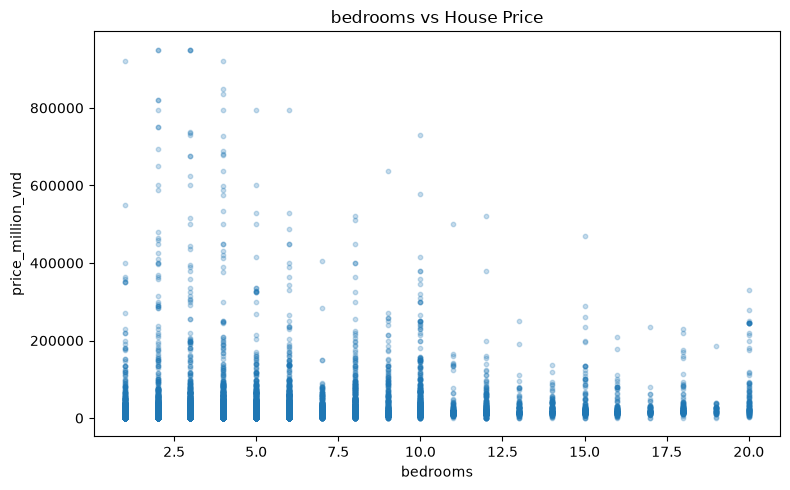 bedrooms vs House Price
price_million_vnd
800000
600000
400000
200000
0
2.5 5.0 7.5 10.0 12.5 15.0 17.5 20.0
bedrooms